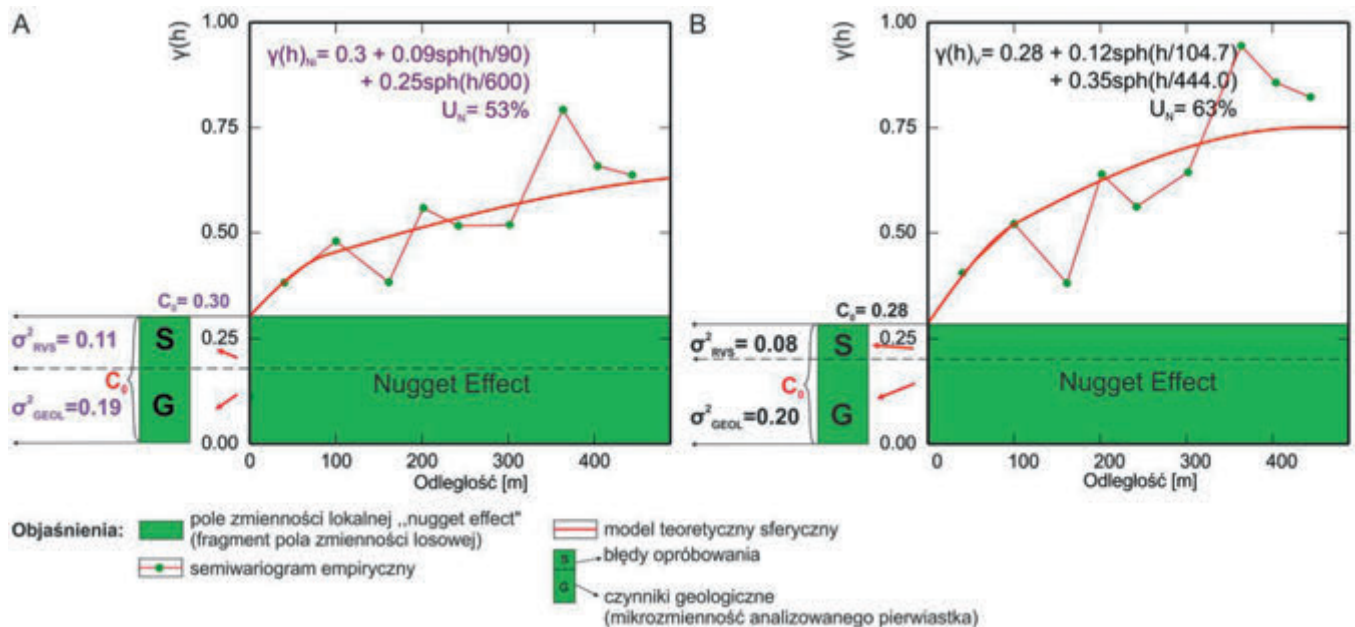 A
γ(h)
1.00
0.75
0.50
0.25
0.00
γ(h)Ni= 0.3 + 0.09sph(h/90)
+ 0.25sph(h/600)
UN= 53%
C0= 0.30
σ²RVS= 0.11
S
C0
σ²GEOL=0.19
G
Nugget Effect
0 100 200 300 400
Odległość [m]
B
γ(h)
1.00
0.75
0.50
0.25
0.00
γ(h)V= 0.28 + 0.12sph(h/104.7)
+ 0.35sph(h/444.0)
UN= 63%
C0= 0.28
σ²RVS= 0.08
S
C0
σ²GEOL=0.20
G
Nugget Effect
0 100 200 300 400
Odległość [m]
Objaśnienia:
pole zmienności lokalnej ,,nugget effect"
(fragment pola zmienności losowej)
semiwariogram empiryczny
model teoretyczny sferyczny
S
błędy opróbowania
G
czynniki geologiczne
(mikrozmienność analizowanego pierwiastka)